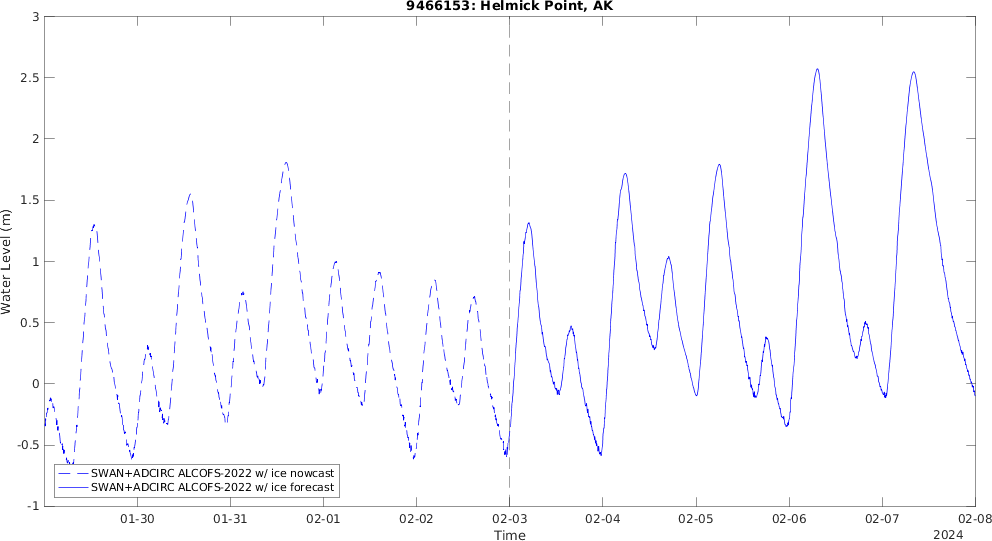 9466153: Helmick Point, AK
3
2.5
2
1.5
1
0.5
0
-0.5
-1
Water Level (m)
SWAN+ADCIRC ALCOFS-2022 w/ ice nowcast
SWAN+ADCIRC ALCOFS-2022 w/ ice forecast
01-30 01-31 02-01 02-02 02-03 02-04 02-05 02-06 02-07 02-08
Time
2024